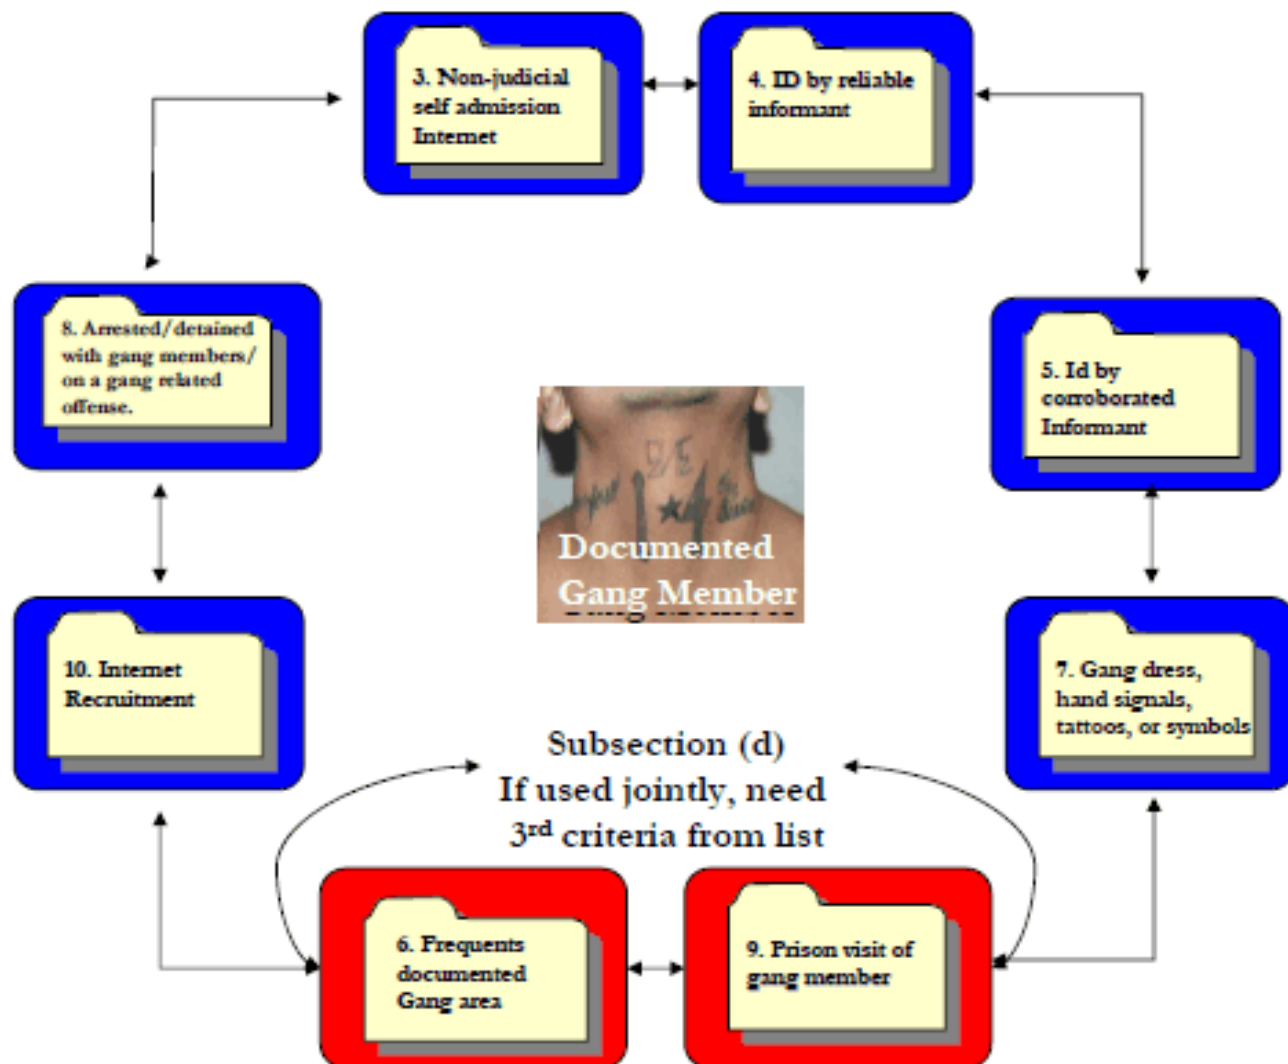 3. Non-judicial
self admission
Internet
4. ID by reliable
informant
8. Arrested/detained
with gang members/
on a gang related
offense.
5. Id by
corroborated
Informant
Documented
Gang Member
10. Internet
Recruitment
7. Gang dress,
hand signals,
tattoos, or symbols
Subsection (d)
If used jointly, need
3rd criteria from list
6. Frequents
documented
Gang area
9. Prison visit of
gang member